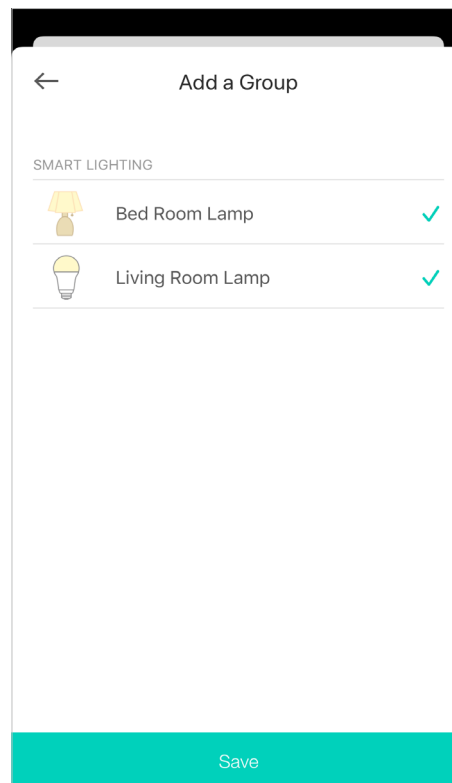 Add a Group
SMART LIGHTING
Bed Room Lamp
Living Room Lamp
Save